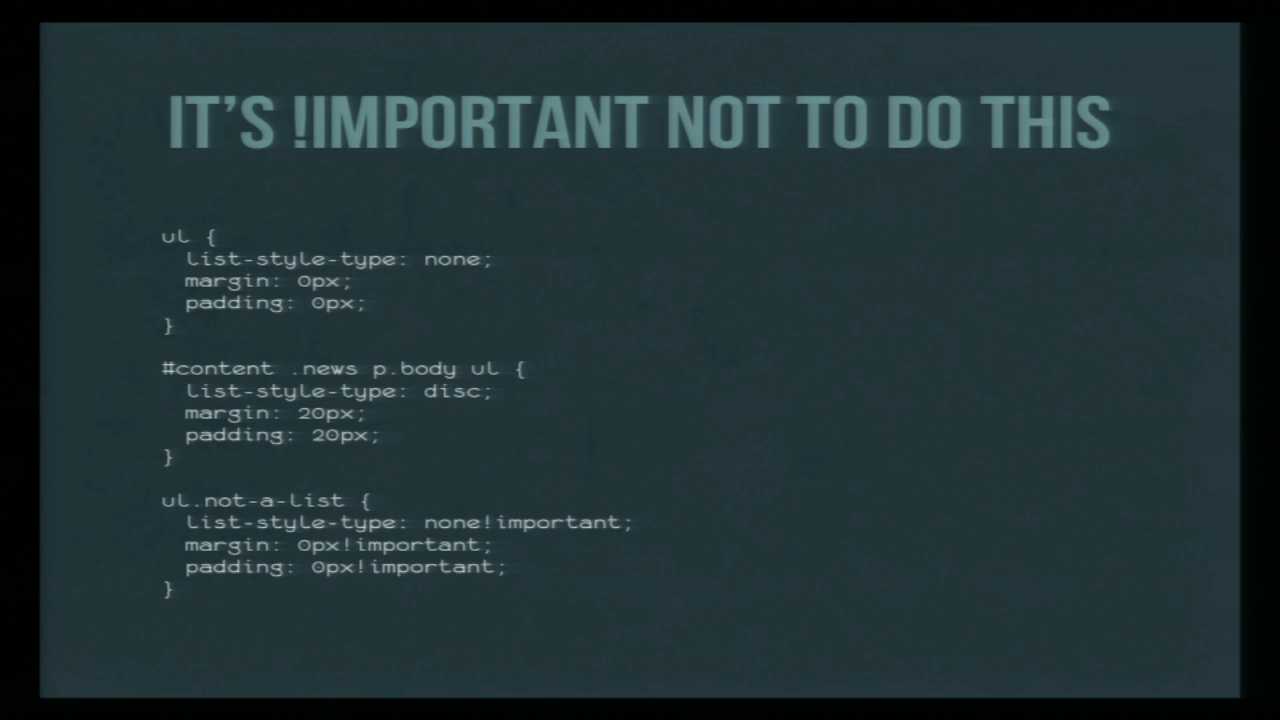 IT'S !IMPORTANT NOT TO DO THIS
ul {
  list-style-type: none;
  margin: 0px;
  padding: 0px;
}
#content .news p.body ul {
  list-style-type: disc;
  margin: 20px;
  padding: 20px;
}
ul.not-a-list {
  list-style-type: none!important;
  margin: 0px!important;
  padding: 0px!important;
}